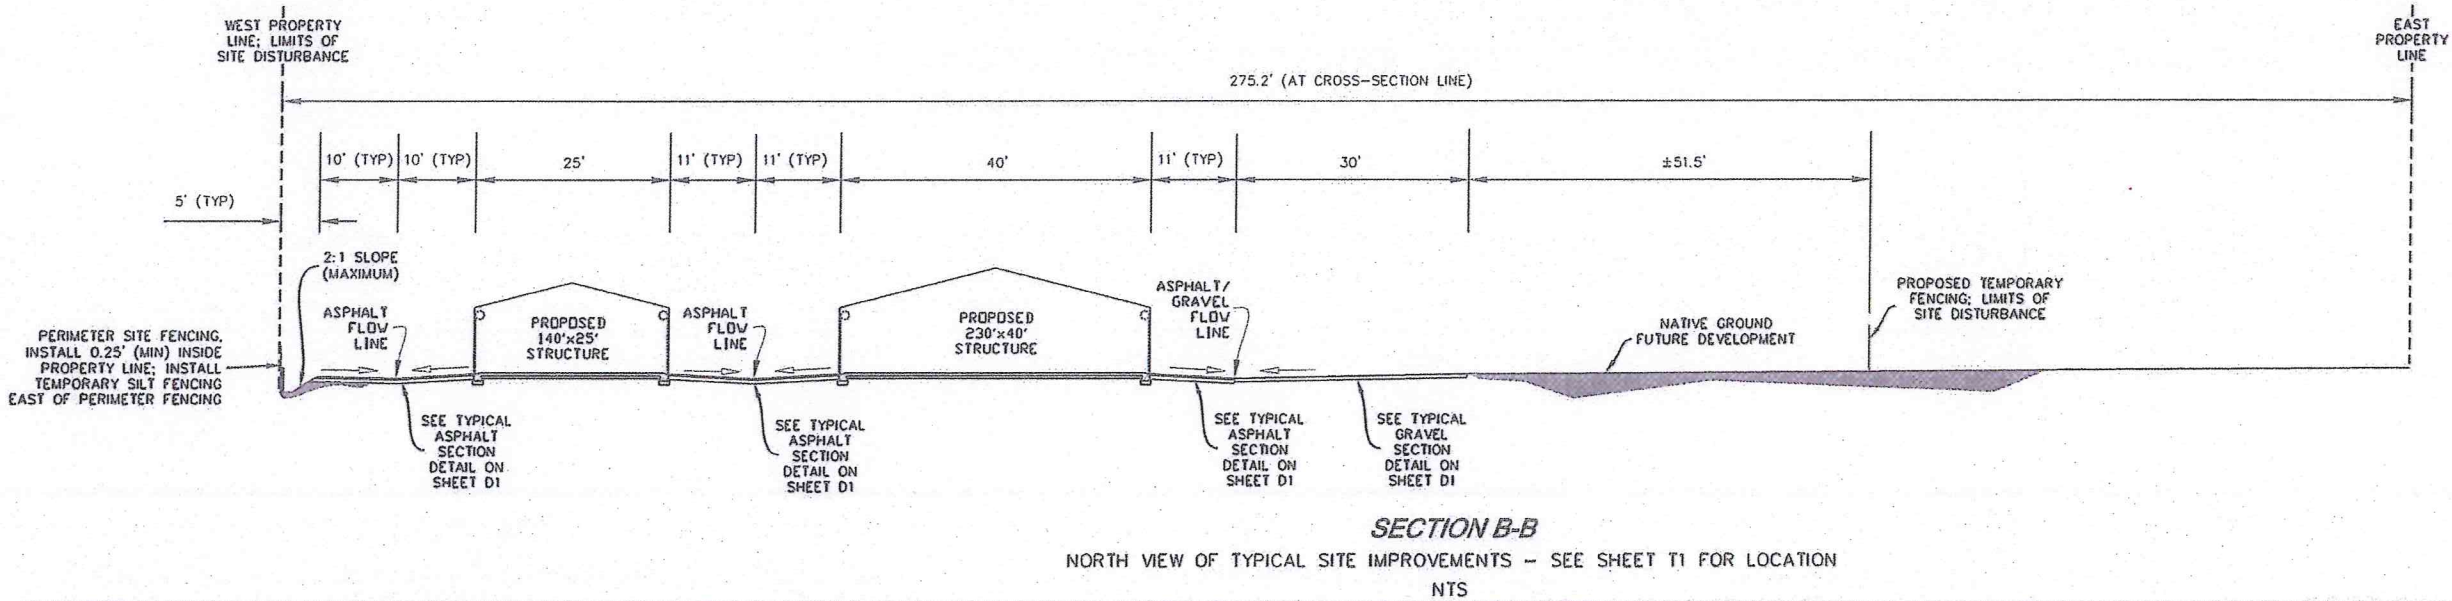 WEST PROPERTY
LINE; LIMITS OF
SITE DISTURBANCE
EAST
PROPERTY
LINE
275.2' (AT CROSS-SECTION LINE)
10' (TYP)
10' (TYP)
25'
11' (TYP)
11' (TYP)
40'
11' (TYP)
30'
±51.5'
5' (TYP)
2:1 SLOPE
(MAXIMUM)
ASPHALT
FLOW
LINE
PROPOSED
140'x25'
STRUCTURE
ASPHALT
FLOW
LINE
PROPOSED
230'x40'
STRUCTURE
ASPHALT/
GRAVEL
FLOW
LINE
NATIVE GROUND
FUTURE DEVELOPMENT
PROPOSED TEMPORARY
FENCING; LIMITS OF
SITE DISTURBANCE
PERIMETER SITE FENCING.
INSTALL 0.25' (MIN) INSIDE
PROPERTY LINE; INSTALL
TEMPORARY SILT FENCING
EAST OF PERIMETER FENCING
SEE TYPICAL
ASPHALT
SECTION
DETAIL ON
SHEET D1
SEE TYPICAL
ASPHALT
SECTION
DETAIL ON
SHEET D1
SEE TYPICAL
ASPHALT
SECTION
DETAIL ON
SHEET D1
SEE TYPICAL
GRAVEL
SECTION
DETAIL ON
SHEET D1
SECTION B-B
NORTH VIEW OF TYPICAL SITE IMPROVEMENTS - SEE SHEET T1 FOR LOCATION
NTS